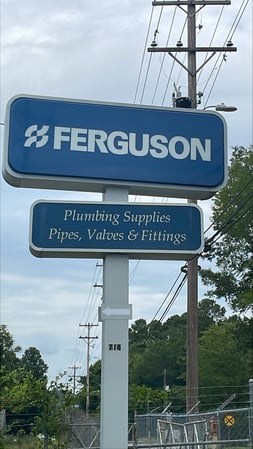 FERGUSON
Plumbing Supplies
Pipes, Valves & Fittings